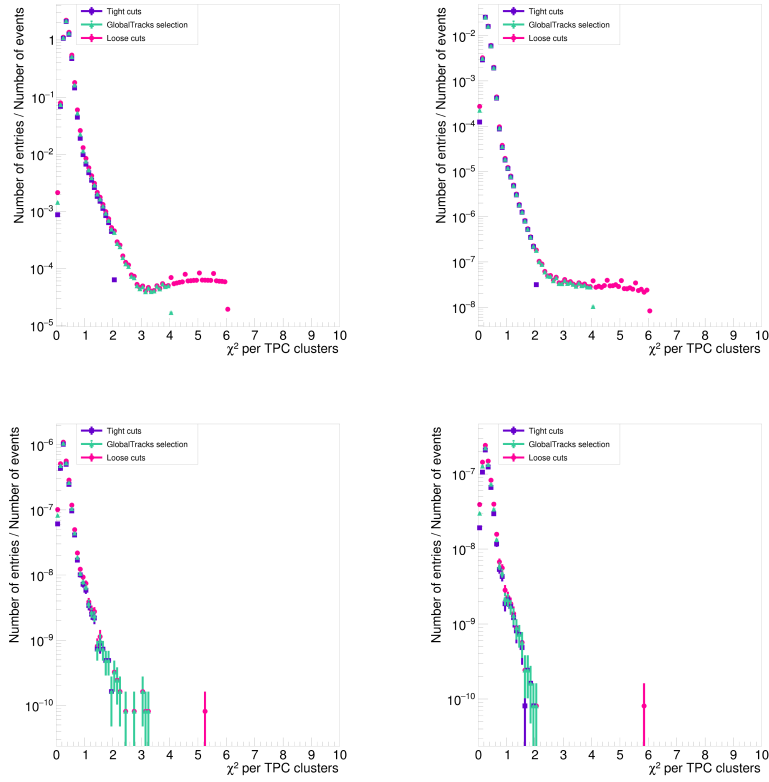 Number of entries / Number of events
Tight cuts
GlobalTracks selection
Loose cuts
1
10⁻¹
10⁻²
10⁻³
10⁻⁴
10⁻⁵
0 1 2 3 4 5 6 7 8 9 10
χ² per TPC clusters
Number of entries / Number of events
Tight cuts
GlobalTracks selection
Loose cuts
10⁻²
10⁻³
10⁻⁴
10⁻⁵
10⁻⁶
10⁻⁷
10⁻⁸
0 1 2 3 4 5 6 7 8 9 10
χ² per TPC clusters
Number of entries / Number of events
Tight cuts
GlobalTracks selection
Loose cuts
10⁻⁶
10⁻⁷
10⁻⁸
10⁻⁹
10⁻¹⁰
0 1 2 3 4 5 6 7 8 9 10
χ² per TPC clusters
Number of entries / Number of events
Tight cuts
GlobalTracks selection
Loose cuts
10⁻⁷
10⁻⁸
10⁻⁹
10⁻¹⁰
0 1 2 3 4 5 6 7 8 9 10
χ² per TPC clusters